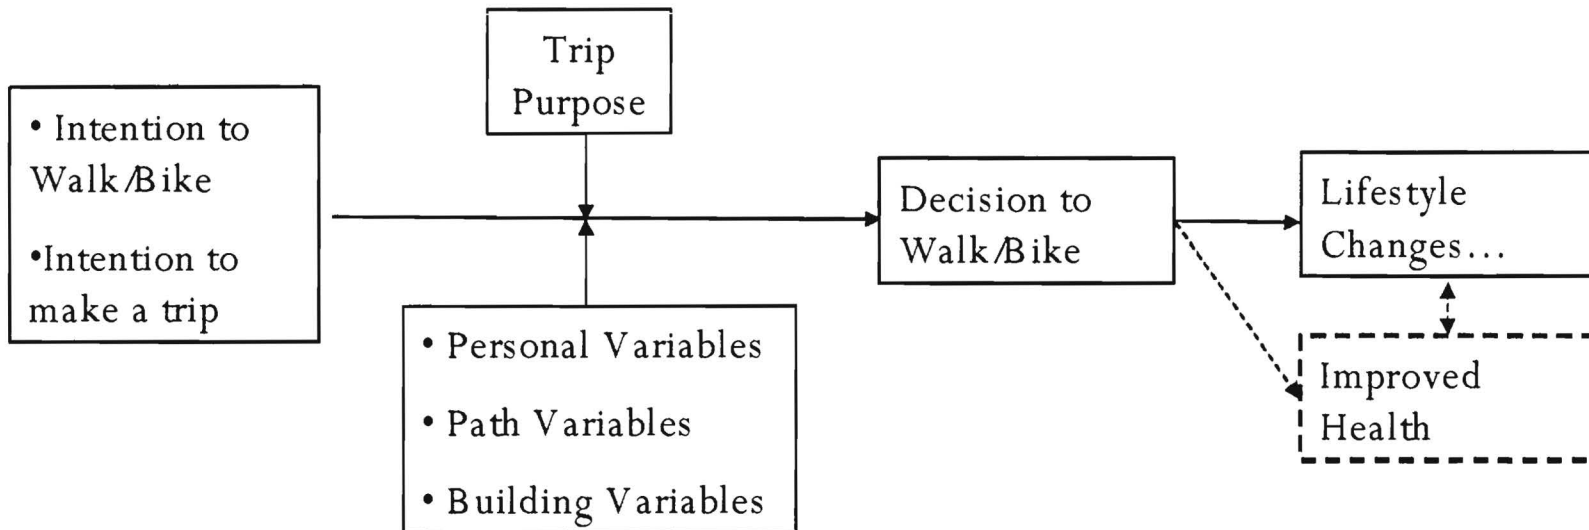 Trip
Purpose
• Intention to
Walk/Bike
•Intention to
make a trip
Decision to
Walk/Bike
Lifestyle
Changes...
• Personal Variables
• Path Variables
• Building Variables
Improved
Health